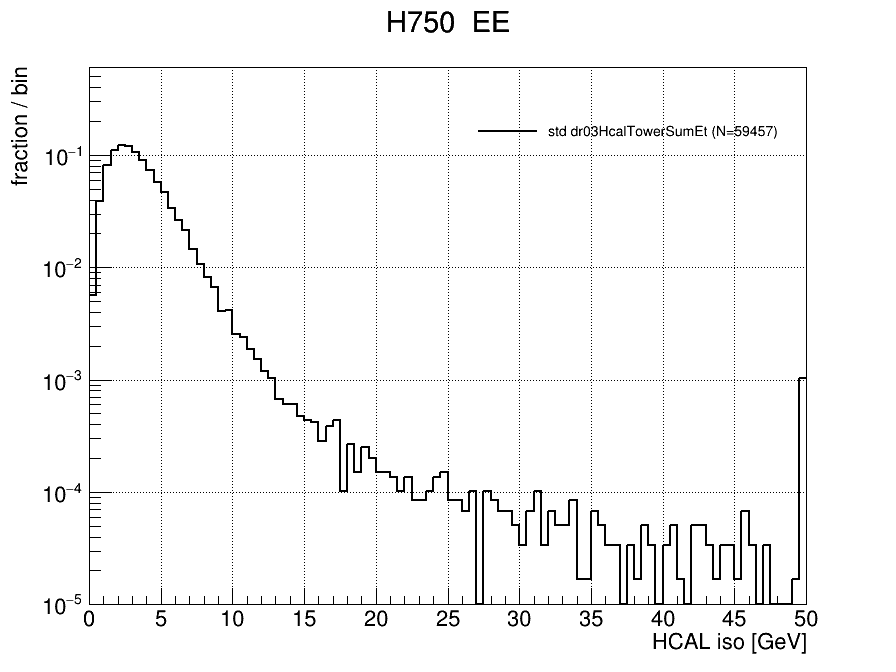 H750 EE
fraction / bin
std dr03HcalTowerSumEt (N=59457)
10⁻¹
10⁻²
10⁻³
10⁻⁴
10⁻⁵
0 5 10 15 20 25 30 35 40 45 50
HCAL iso [GeV]